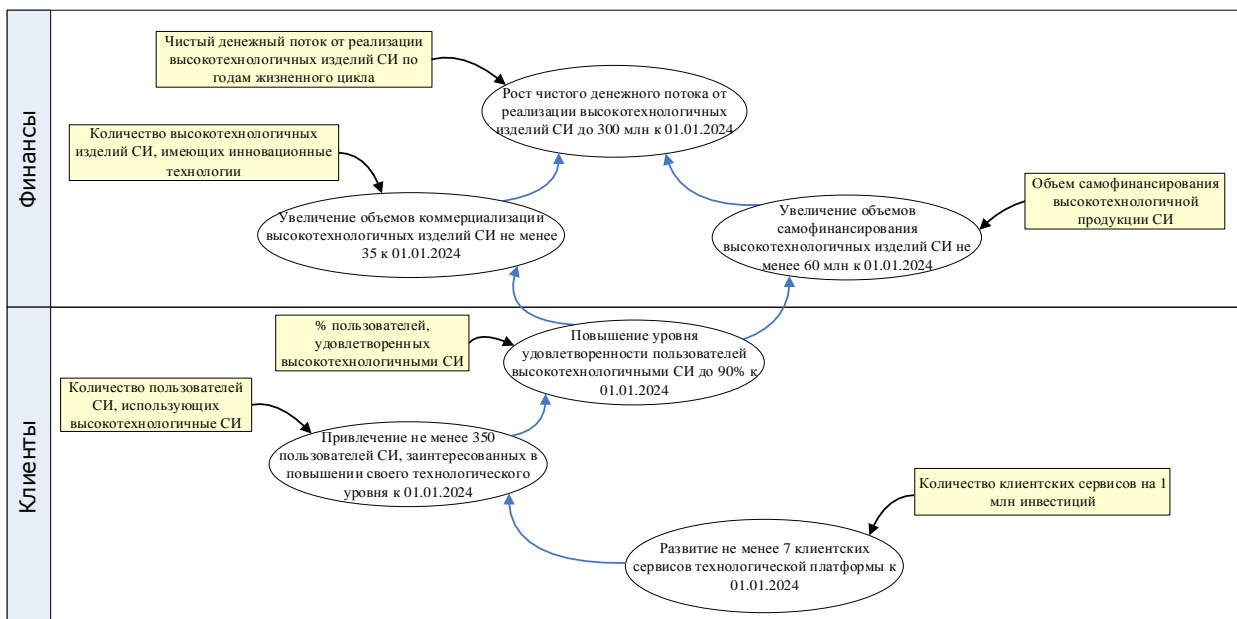 Финансы
Чистый денежный поток от реализации
высокотехнологичных изделий СИ по
годам жизненного цикла
Рост чистого денежного потока от
реализации высокотехнологичных
изделий СИ до 300 млн к 01.01.2024
Количество высокотехнологичных
изделий СИ, имеющих инновационные
технологии
Увеличение объемов коммерциализации
высокотехнологичных изделий СИ не менее
35 к 01.01.2024
Увеличение объемов
самофинансирования
высокотехнологичных изделий СИ не
менее 60 млн к 01.01.2024
Объем самофинансирования
высокотехнологичной
продукции СИ
Клиенты
% пользователей,
удовлетворенных
высокотехнологичными СИ
Повышение уровня
удовлетворенности пользователей
высокотехнологичными СИ до 90% к
01.01.2024
Количество пользователей
СИ, использующих
высокотехнологичные СИ
Привлечение не менее 350
пользователей СИ, заинтересованных в
повышении своего технологического
уровня к 01.01.2024
Количество клиентских сервисов на 1
млн инвестиций
Развитие не менее 7 клиентских
сервисов технологической платформы к
01.01.2024